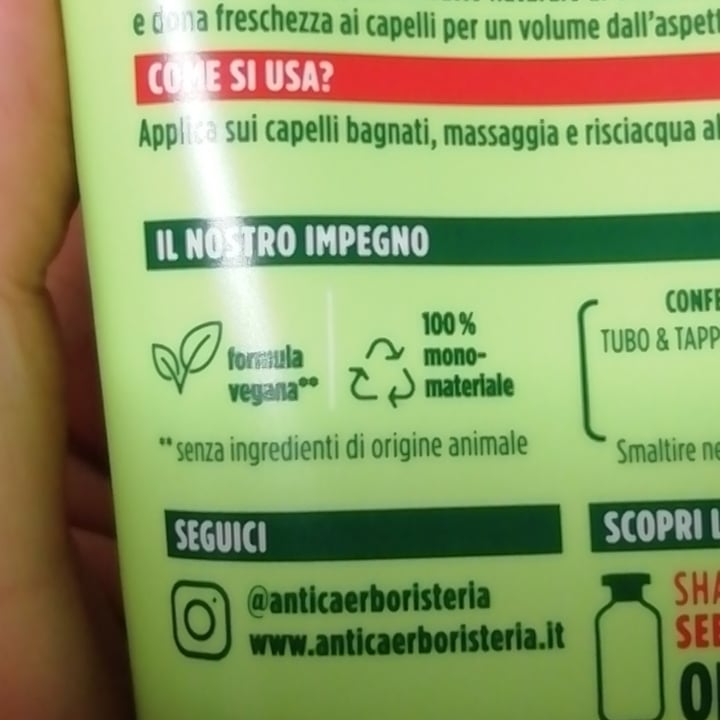 e dona freschezza ai capelli per un volume dall'aspett
COME SI USA?
Applica sui capelli bagnati, massaggia e risciacqua al
IL NOSTRO IMPEGNO
formula
vegana**
100%
mono-
materiale
**senza ingredienti di origine animale
CONFE
TUBO & TAPP
Smaltire ne
SEGUICI
@anticaerboristeria
www.anticaerboristeria.it
SCOPRI L
SHA
SEB